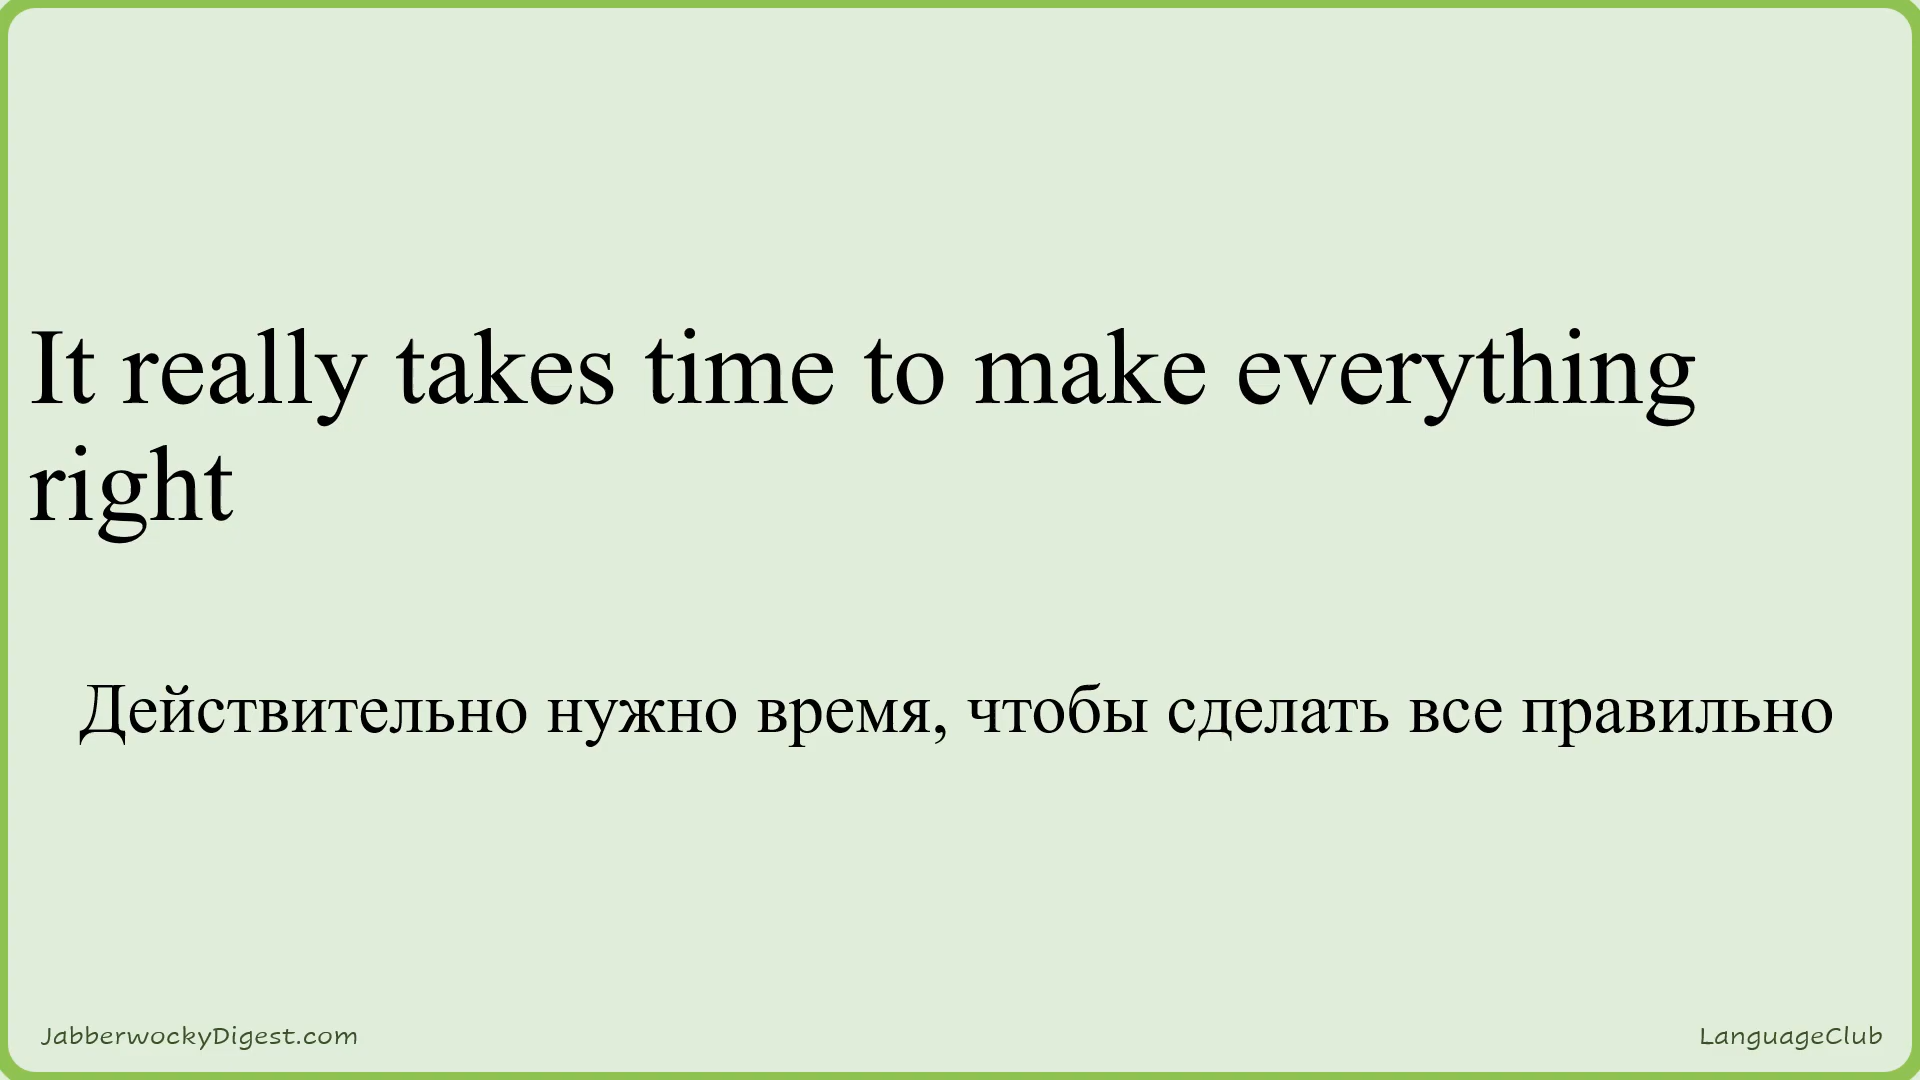 It really takes time to make everything
right
Действительно нужно время, чтобы сделать все правильно
JabberwockyDigest.com
LanguageClub